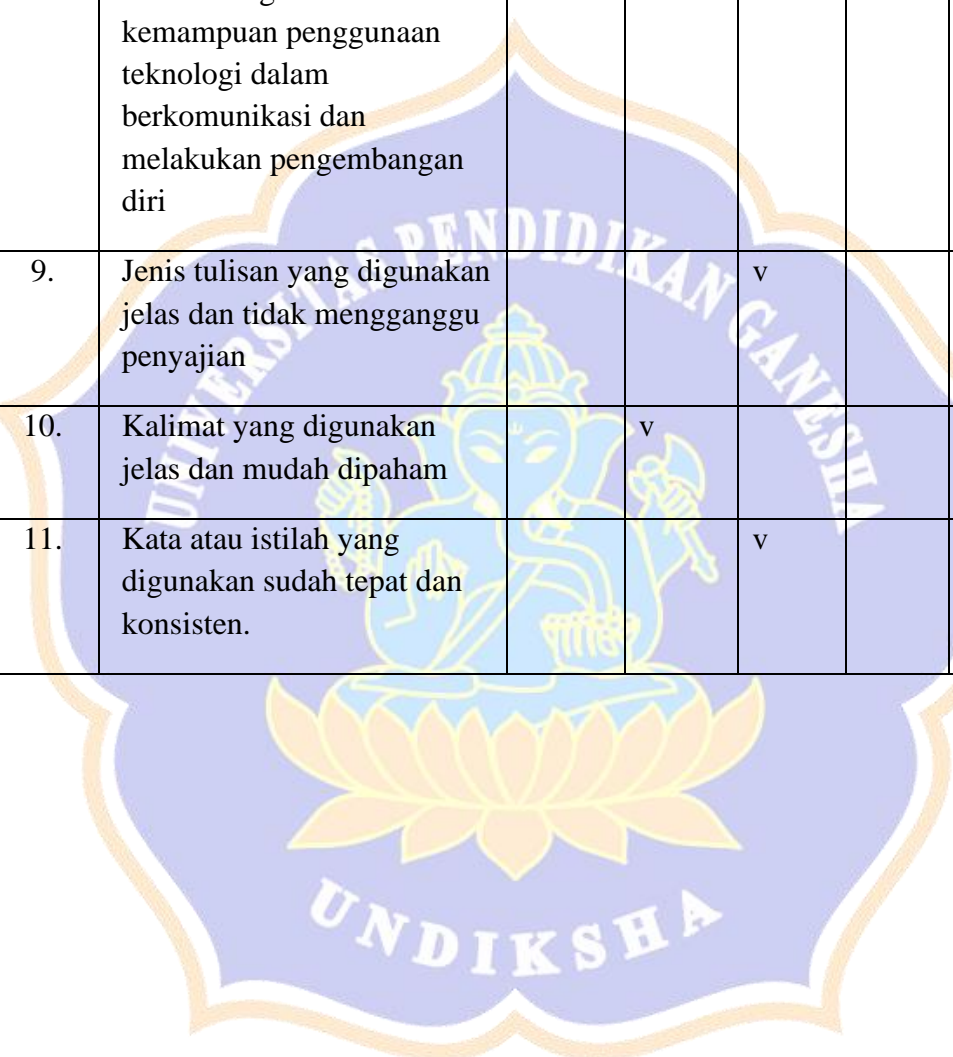 kemampuan penggunaan
teknologi dalam
berkomunikasi dan
melakukan pengembangan
diri
9. Jenis tulisan yang digunakan v
jelas dan tidak mengganggu
penyajian
10. Kalimat yang digunakan v
jelas dan mudah dipaham
11. Kata atau istilah yang v
digunakan sudah tepat dan
konsisten.
UNIVERSITAS PENDIDIKAN GANESHA
UNDIKSHA